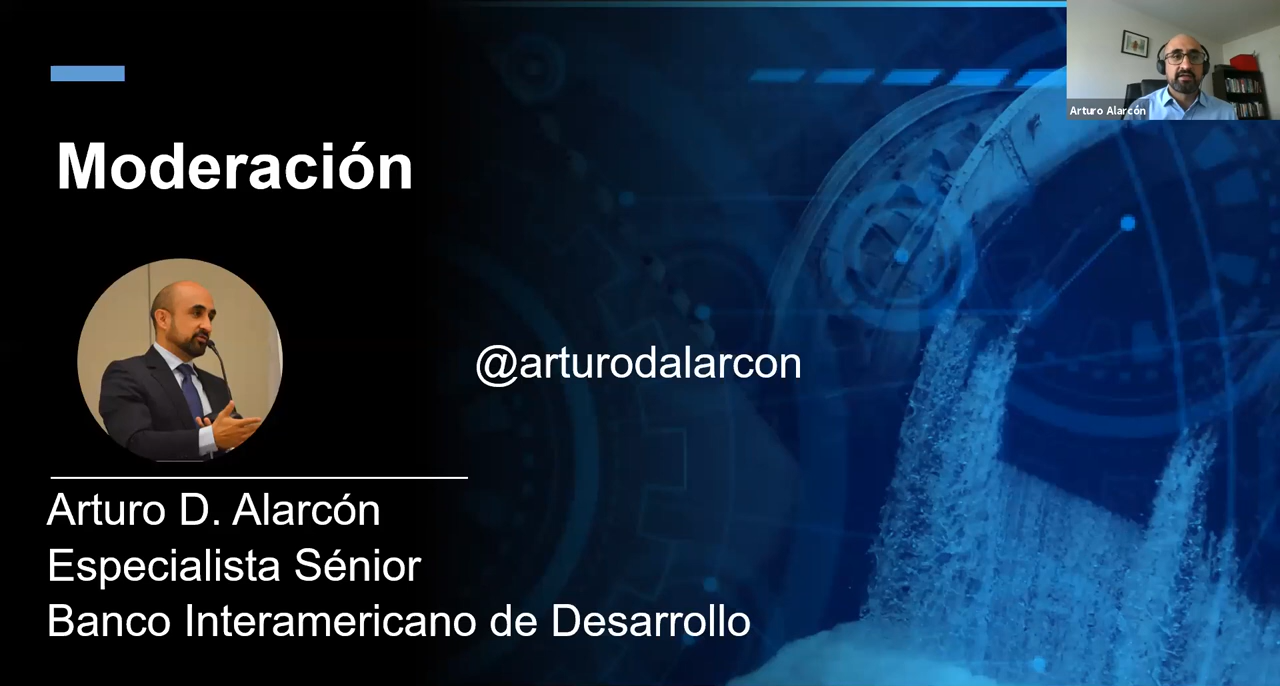 Arturo Alarcón
Moderación
@arturodalarcon
Arturo D. Alarcón
Especialista Sénior
Banco Interamericano de Desarrollo